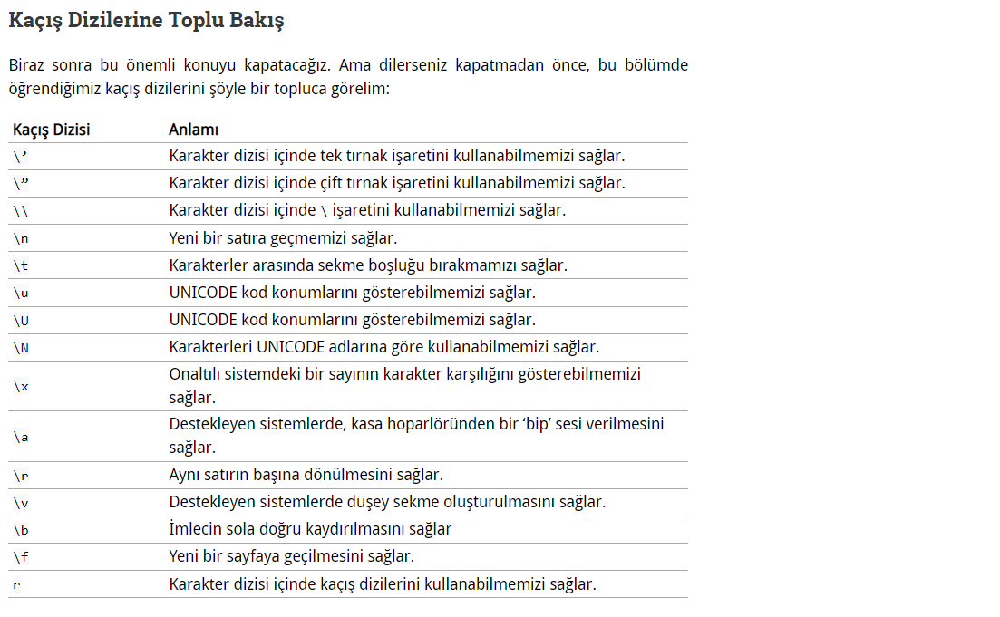 Kaçış Dizilerine Toplu Bakış
Biraz sonra bu önemli konuyu kapatacağız. Ama dilerseniz kapatmadan önce, bu bölümde
öğrendiğimiz kaçış dizilerini şöyle bir topluca görelim:
Kaçış Dizisi Anlamı
\’ Karakter dizisi içinde tek tırnak işaretini kullanabilmemizi sağlar.
\” Karakter dizisi içinde çift tırnak işaretini kullanabilmemizi sağlar.
\\ Karakter dizisi içinde \ işaretini kullanabilmemizi sağlar.
\n Yeni bir satıra geçmemizi sağlar.
\t Karakterler arasında sekme boşluğu bırakmamızı sağlar.
\u UNICODE kod konumlarını gösterebilmemizi sağlar.
\U UNICODE kod konumlarını gösterebilmemizi sağlar.
\N Karakterleri UNICODE adlarına göre kullanabilmemizi sağlar.
\x Onaltılı sistemdeki bir sayının karakter karşılığını gösterebilmemizi
sağlar.
\a Destekleyen sistemlerde, kasa hoparlöründen bir ‘bip’ sesi verilmesini
sağlar.
\r Aynı satırın başına dönülmesini sağlar.
\v Destekleyen sistemlerde düşey sekme oluşturulmasını sağlar.
\b İmlecin sola doğru kaydırılmasını sağlar
\f Yeni bir sayfaya geçilmesini sağlar.
r Karakter dizisi içinde kaçış dizilerini kullanabilmemizi sağlar.